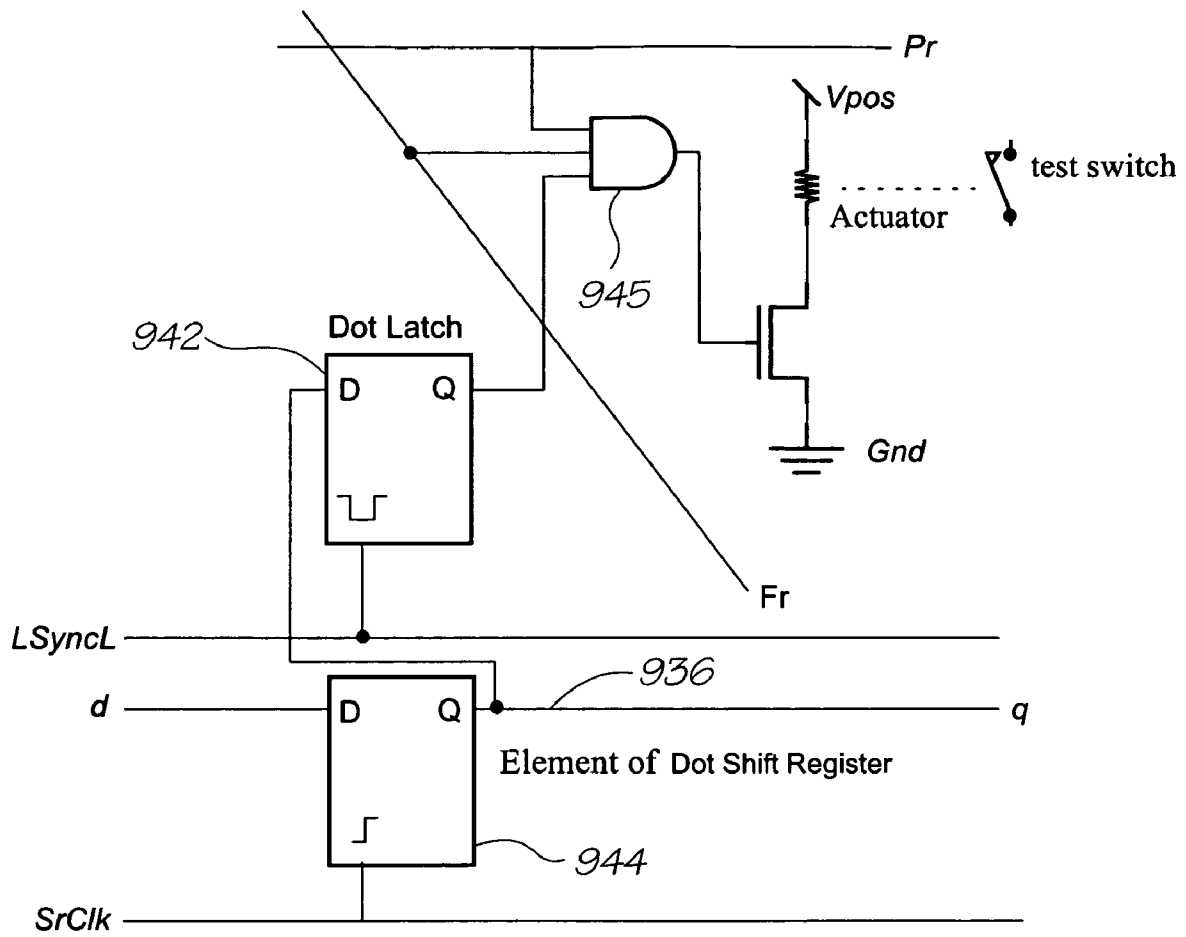 Pr
Vpos
test switch
Actuator
945
942
Dot Latch
D Q
Gnd
Fr
LSyncL
936
d
D Q
q
Element of Dot Shift Register
944
SrClk